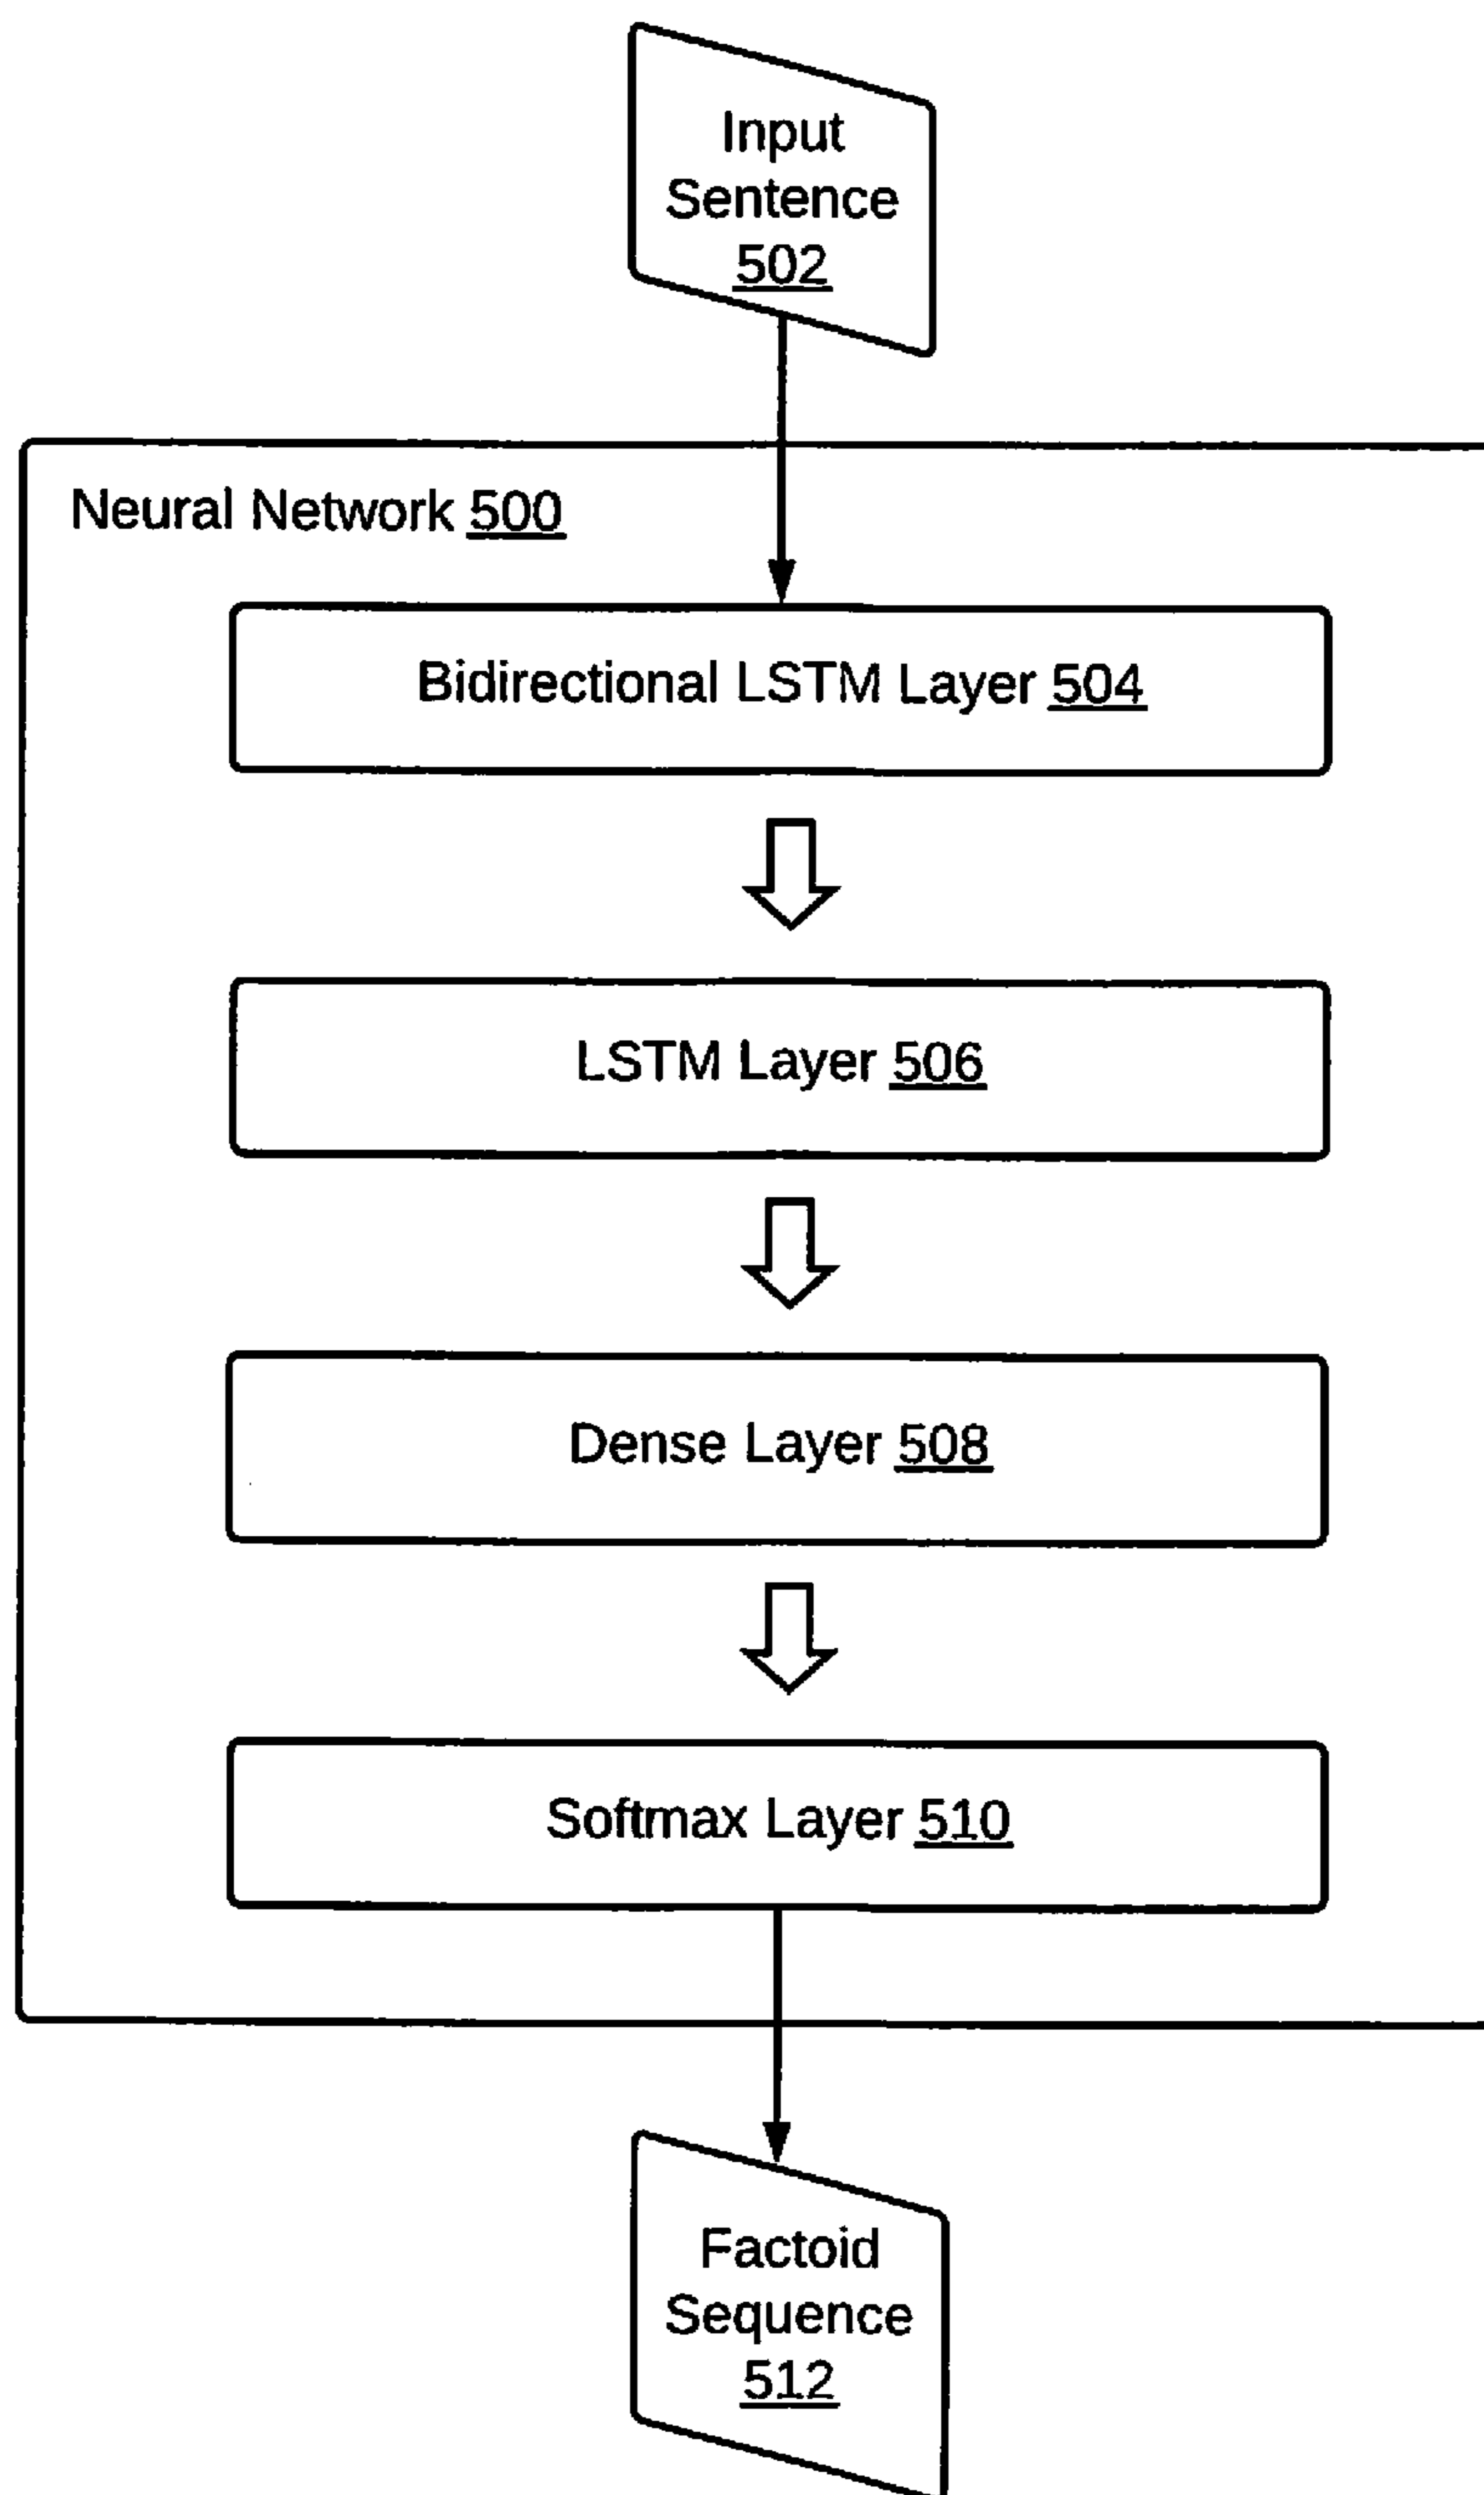 Input
Sentence
502
Neural Network 500
Bidirectional LSTM Layer 504
LSTM Layer 506
Dense Layer 508
Softmax Layer 510
Factoid
Sequence
512